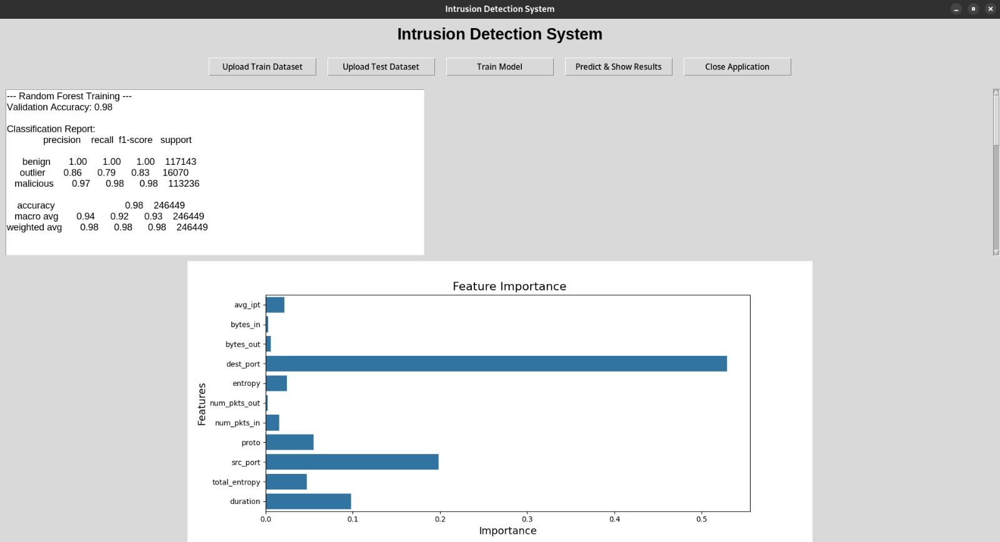 Intrusion Detection System
Intrusion Detection System
Upload Train Dataset
Upload Test Dataset
Train Model
Predict & Show Results
Close Application
--- Random Forest Training ---
Validation Accuracy: 0.98
Classification Report:
precision recall f1-score support
benign 1.00 1.00 1.00 117143
outlier 0.86 0.79 0.83 16070
malicious 0.97 0.98 0.98 113236
accuracy 0.98 246449
macro avg 0.94 0.92 0.93 246449
weighted avg 0.98 0.98 0.98 246449
Feature Importance
avg_ipt
bytes_in
bytes_out
dest_port
entropy
num_pkts_out
num_pkts_in
proto
src_port
total_entropy
duration
Features
0.0 0.1 0.2 0.3 0.4 0.5
Importance